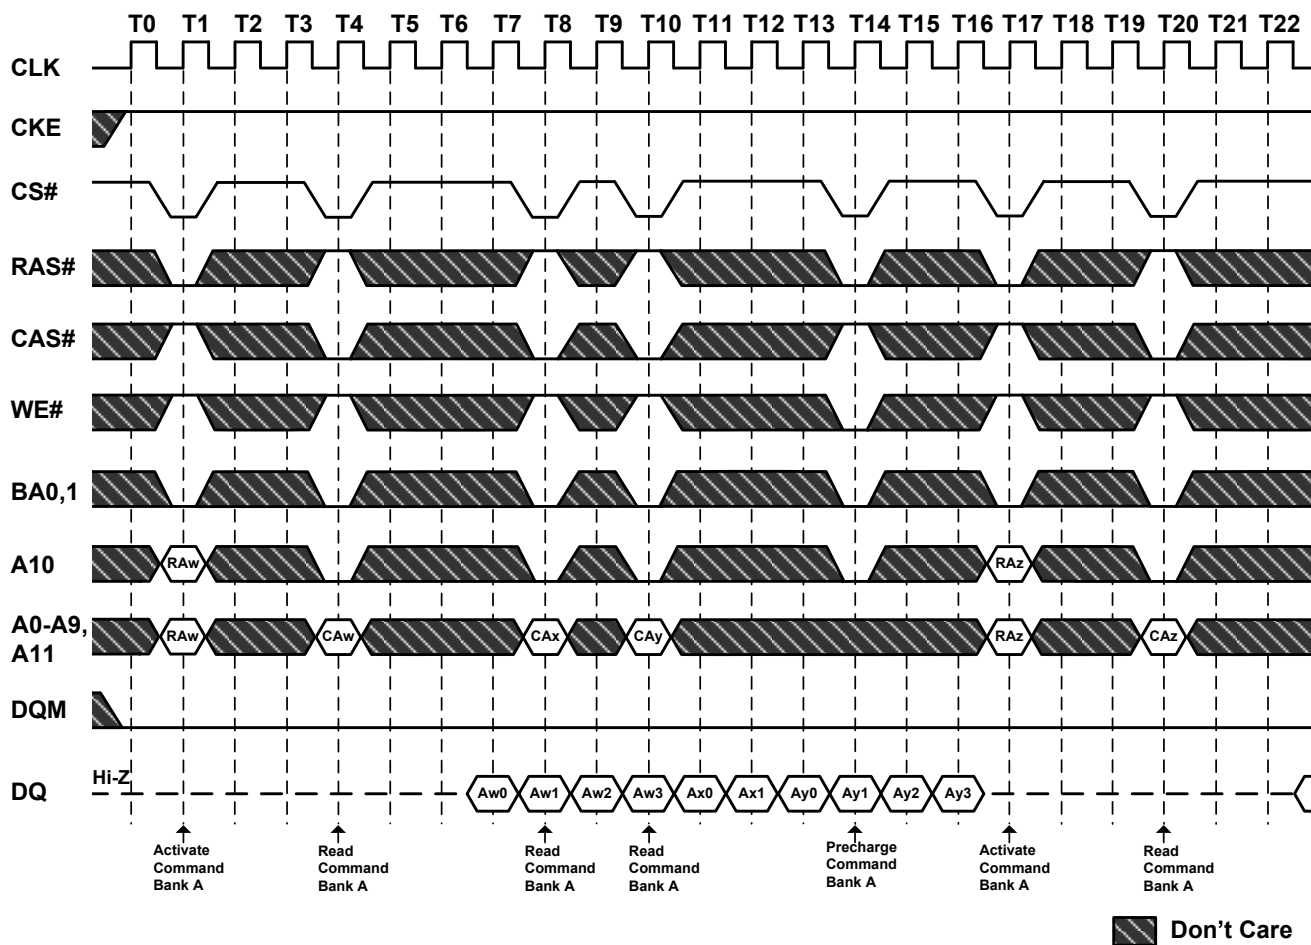 T0 T1 T2 T3 T4 T5 T6 T7 T8 T9 T10 T11 T12 T13 T14 T15 T16 T17 T18 T19 T20 T21 T22
CLK
CKE
CS#
RAS#
CAS#
WE#
BA0,1
A10
RAw RAz
A0-A9,
A11
RAw CAw CAx CAy RAz CAz
DQM
Hi-Z
DQ
Aw0 Aw1 Aw2 Aw3 Ax0 Ax1 Ay0 Ay1 Ay2 Ay3
Activate
Command
Bank A
Read
Command
Bank A
Read
Command
Bank A
Read
Command
Bank A
Precharge
Command
Bank A
Activate
Command
Bank A
Read
Command
Bank A
Don't Care